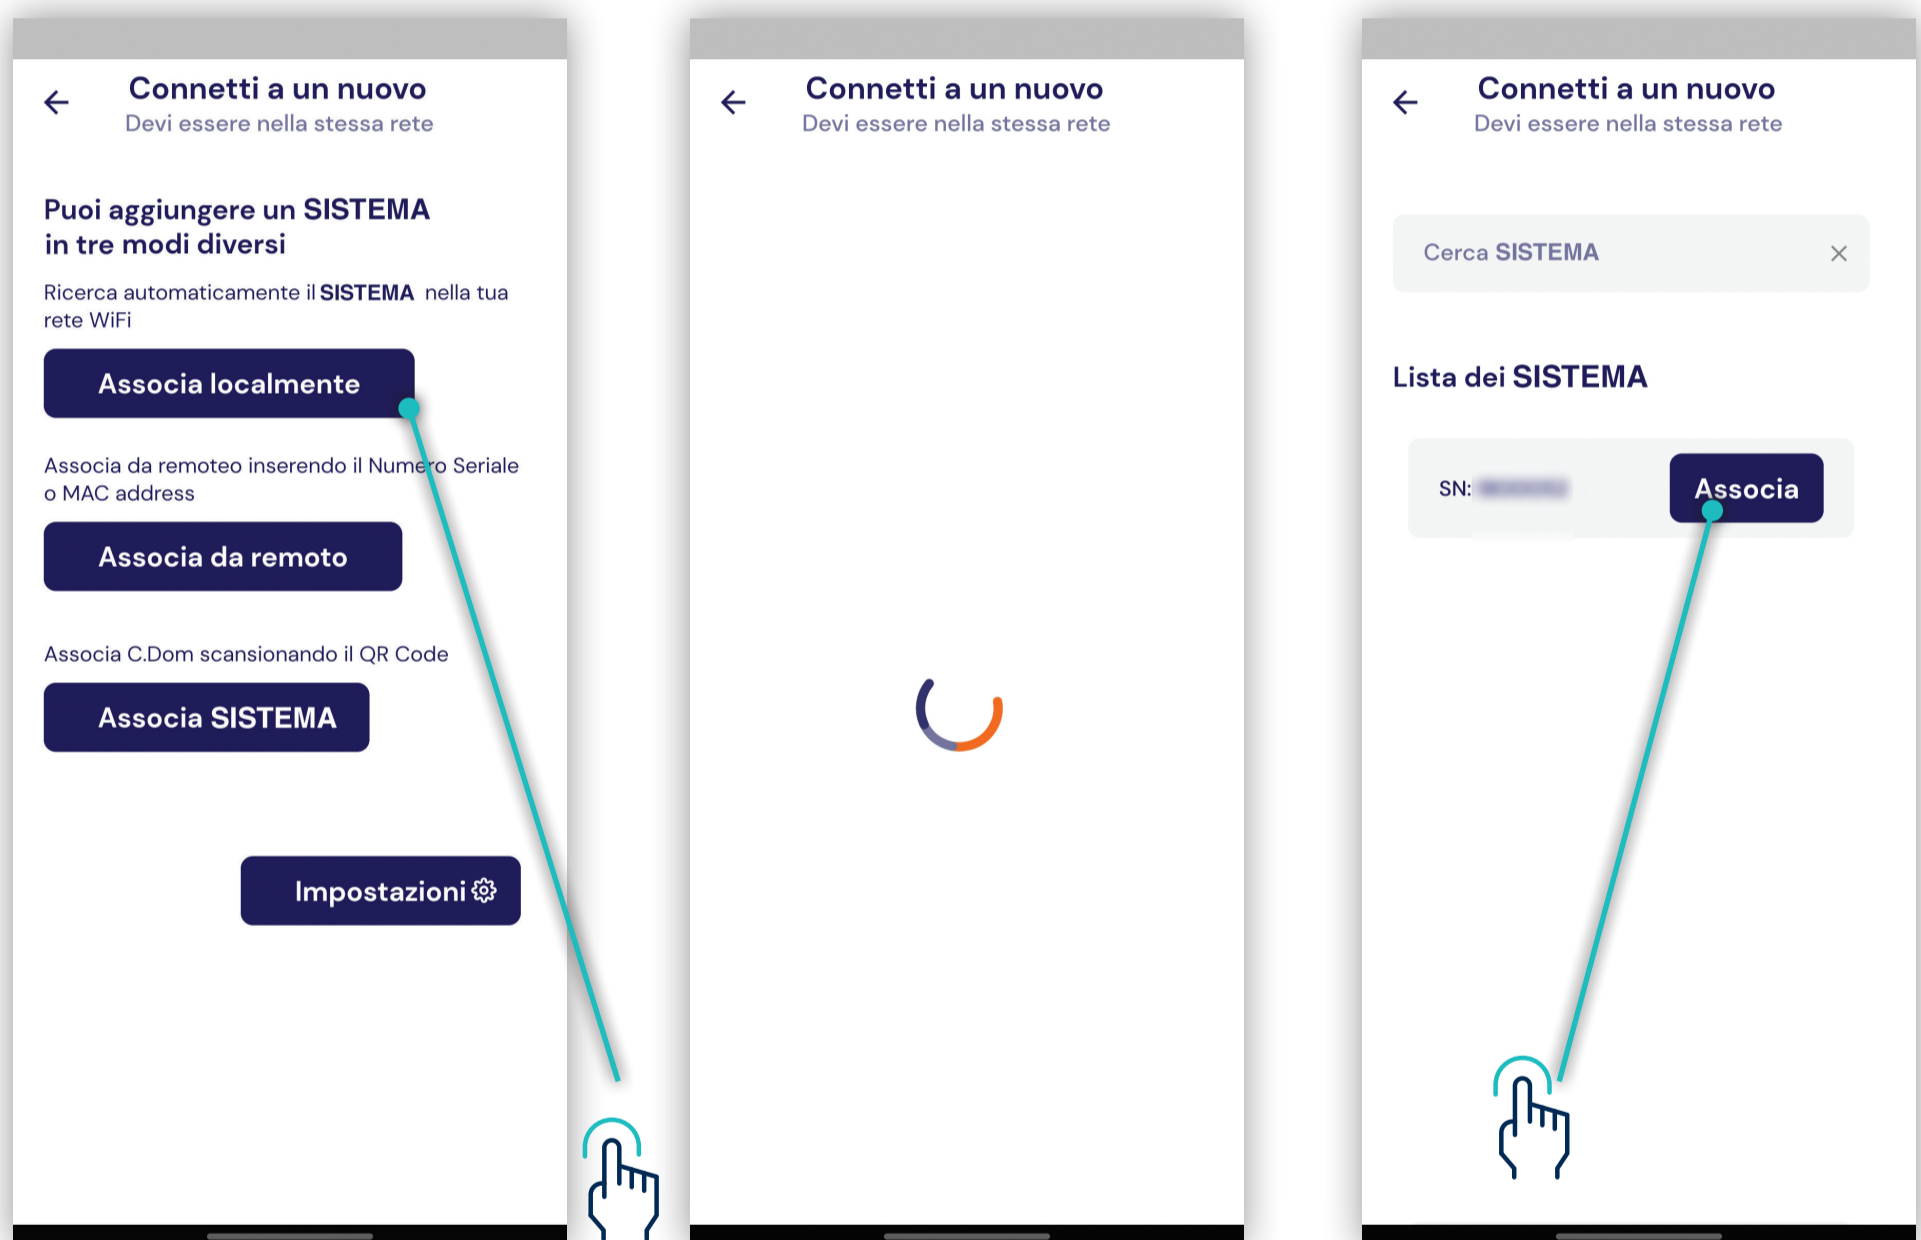 Connetti a un nuovo
Devi essere nella stessa rete
Puoi aggiungere un SISTEMA
in tre modi diversi
Ricerca automaticamente il SISTEMA nella tua
rete WiFi
Associa localmente
Associa da remoteo inserendo il Numero Seriale
o MAC address
Associa da remoto
Associa C.Dom scansionando il QR Code
Associa SISTEMA
Impostazioni
Connetti a un nuovo
Devi essere nella stessa rete
Connetti a un nuovo
Devi essere nella stessa rete
Cerca SISTEMA
Lista dei SISTEMA
SN:
Associa